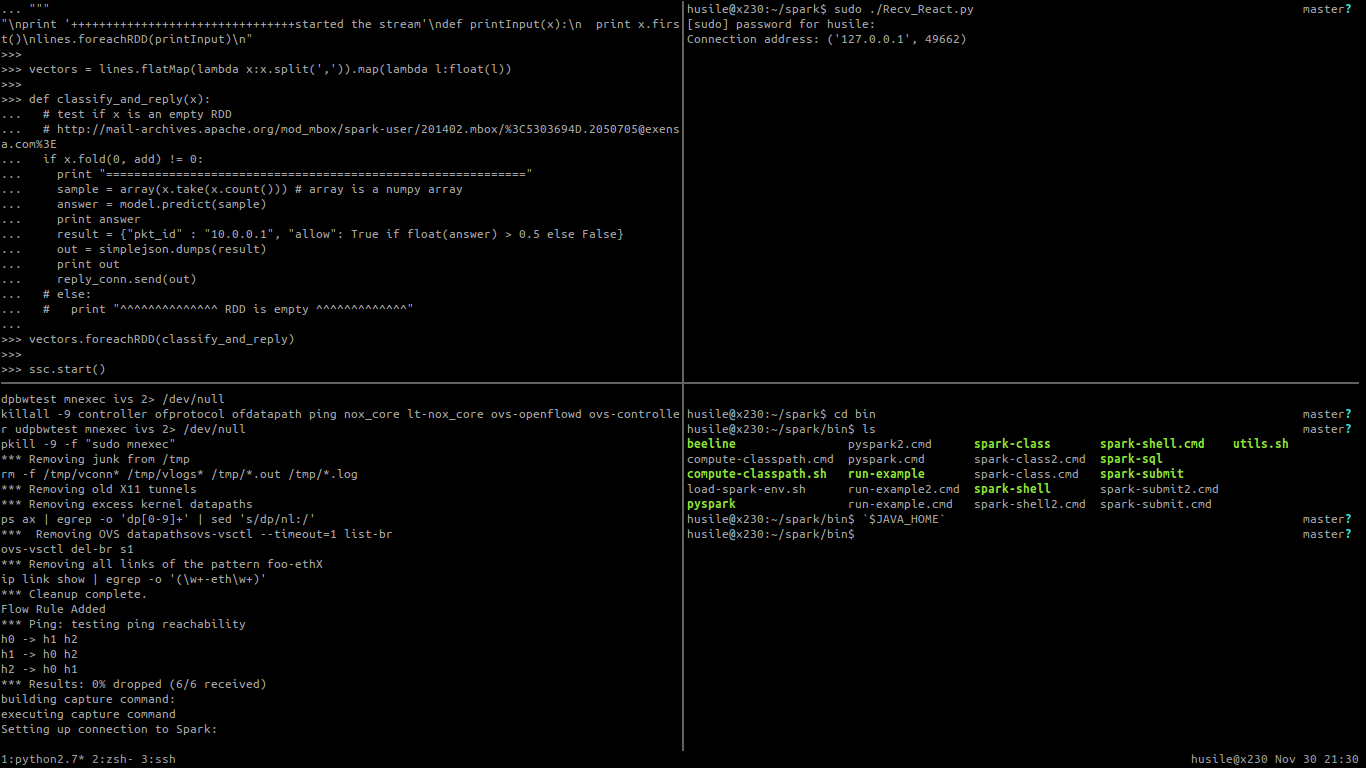 ... """
"\nprint '++++++++++++++++++++++++++++++++started the stream'\ndef printInput(x):\n  print x.firs
t()\nlines.foreachRDD(printInput)\n"
>>>
>>> vectors = lines.flatMap(lambda x:x.split(',')).map(lambda l:float(l))
>>>
>>> def classify_and_reply(x):
...   # test if x is an empty RDD
...   # http://mail-archives.apache.org/mod_mbox/spark-user/201402.mbox/%3C5303694D.2050705@exens
a.com%3E
...   if x.fold(0, add) != 0:
...     print "============================================================"
...     sample = array(x.take(x.count())) # array is a numpy array
...     answer = model.predict(sample)
...     print answer
...     result = {"pkt_id" : "10.0.0.1", "allow": True if float(answer) > 0.5 else False}
...     out = simplejson.dumps(result)
...     print out
...     reply_conn.send(out)
...   # else:
...   #   print "^^^^^^^^^^^^^^ RDD is empty ^^^^^^^^^^^^^"
...
>>> vectors.foreachRDD(classify_and_reply)
>>>
>>> ssc.start()
husile@x230:~/spark$ sudo ./Recv_React.py master?
[sudo] password for husile:
Connection address: ('127.0.0.1', 49662)
dpbwtest mnexec ivs 2> /dev/null
killall -9 controller ofprotocol ofdatapath ping nox_core lt-nox_core ovs-openflowd ovs-controlle
r udpbwtest mnexec ivs 2> /dev/null
pkill -9 -f "sudo mnexec"
*** Removing junk from /tmp
rm -f /tmp/vconn* /tmp/vlogs* /tmp/*.out /tmp/*.log
*** Removing old X11 tunnels
*** Removing excess kernel datapaths
ps ax | egrep -o 'dp[0-9]+' | sed 's/dp/nl:/'
***  Removing OVS datapathsovs-vsctl --timeout=1 list-br
ovs-vsctl del-br s1
*** Removing all links of the pattern foo-ethX
ip link show | egrep -o '(\w+-eth\w+)'
*** Cleanup complete.
Flow Rule Added
*** Ping: testing ping reachability
h0 -> h1 h2
h1 -> h0 h2
h2 -> h0 h1
*** Results: 0% dropped (6/6 received)
building capture command:
executing capture command
Setting up connection to Spark:
husile@x230:~/spark$ cd bin master?
husile@x230:~/spark/bin$ ls master?
beeline pyspark2.cmd spark-class spark-shell.cmd utils.sh
compute-classpath.cmd pyspark.cmd spark-class2.cmd spark-sql
compute-classpath.sh run-example spark-class.cmd spark-submit
load-spark-env.sh run-example2.cmd spark-shell spark-submit2.cmd
pyspark run-example.cmd spark-shell2.cmd spark-submit.cmd
husile@x230:~/spark/bin$ `$JAVA_HOME` master?
husile@x230:~/spark/bin$ master?
1:python2.7* 2:zsh- 3:ssh husile@x230 Nov 30 21:30